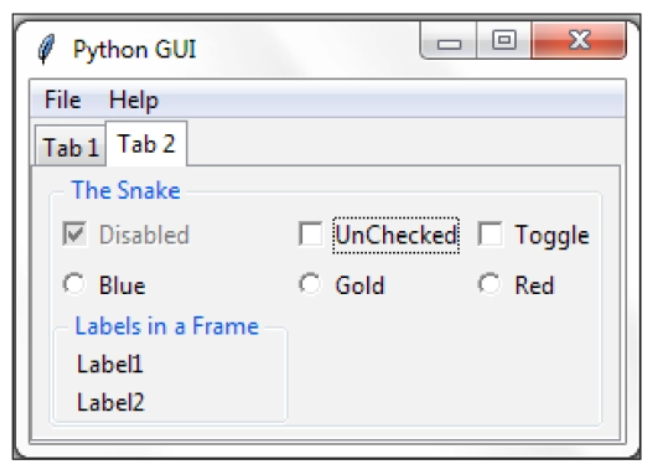 Python GUI
File Help
Tab 1 Tab 2
The Snake
Disabled UnChecked Toggle
Blue Gold Red
Labels in a Frame
Label1
Label2